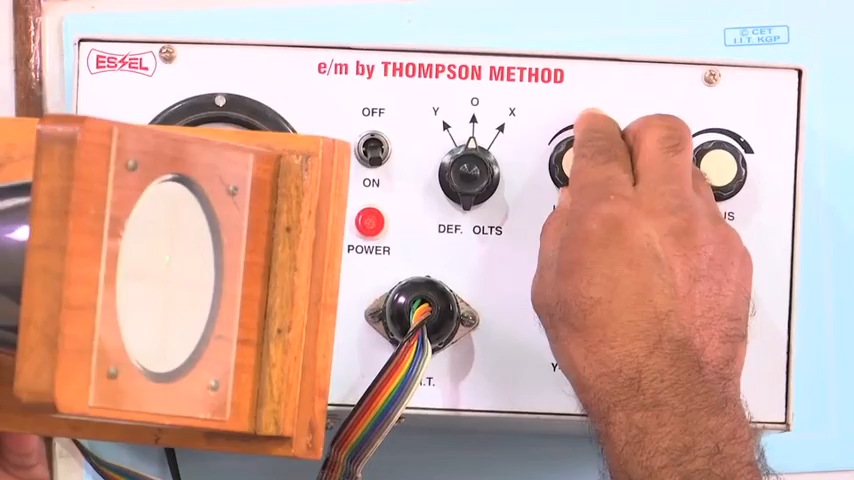 © CET
I.I.T. KGP
ESSEL
e/m by THOMPSON METHOD
OFF
Y O X
ON
DEF. OLTS
POWER